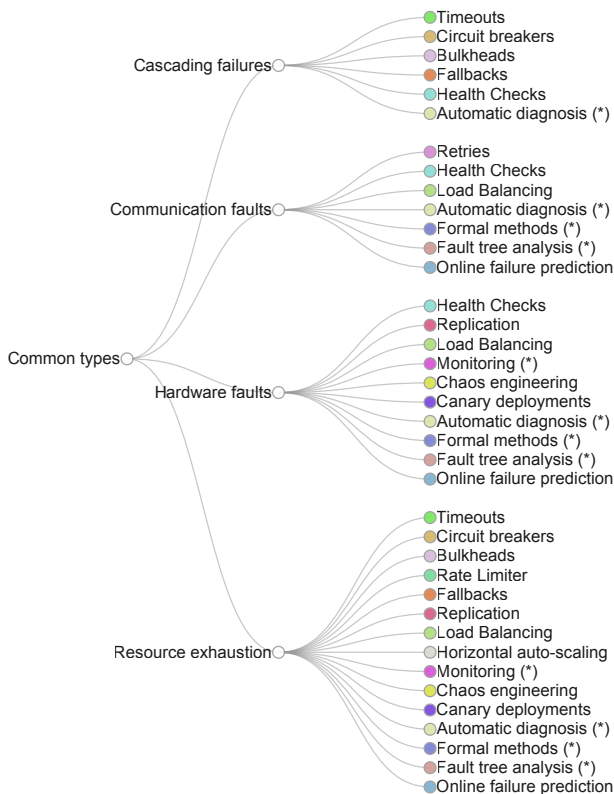 Common types
Cascading failures
Timeouts
Circuit breakers
Bulkheads
Fallbacks
Health Checks
Automatic diagnosis (*)
Communication faults
Retries
Health Checks
Load Balancing
Automatic diagnosis (*)
Formal methods (*)
Fault tree analysis (*)
Online failure prediction
Hardware faults
Health Checks
Replication
Load Balancing
Monitoring (*)
Chaos engineering
Canary deployments
Automatic diagnosis (*)
Formal methods (*)
Fault tree analysis (*)
Online failure prediction
Resource exhaustion
Timeouts
Circuit breakers
Bulkheads
Rate Limiter
Fallbacks
Replication
Load Balancing
Horizontal auto-scaling
Monitoring (*)
Chaos engineering
Canary deployments
Automatic diagnosis (*)
Formal methods (*)
Fault tree analysis (*)
Online failure prediction